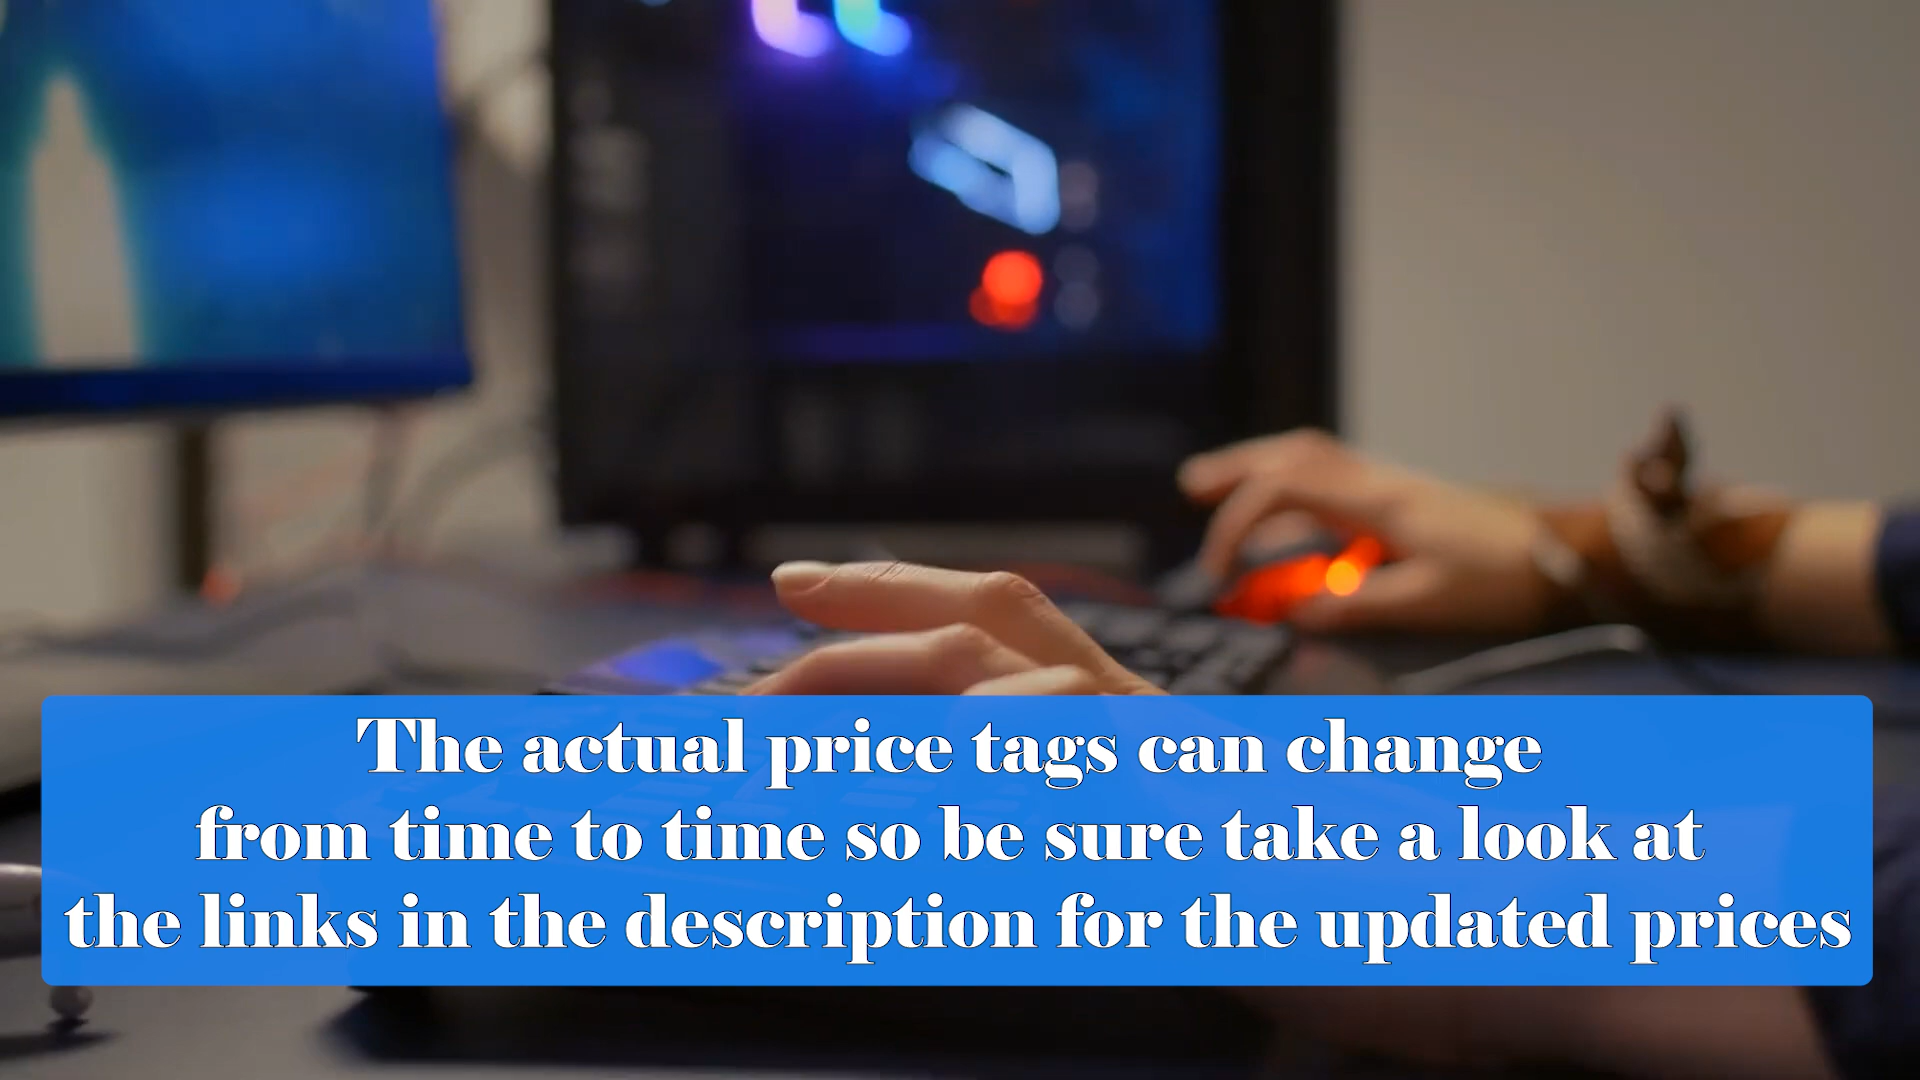 The actual price tags can change
from time to time so be sure take a look at
the links in the description for the updated prices